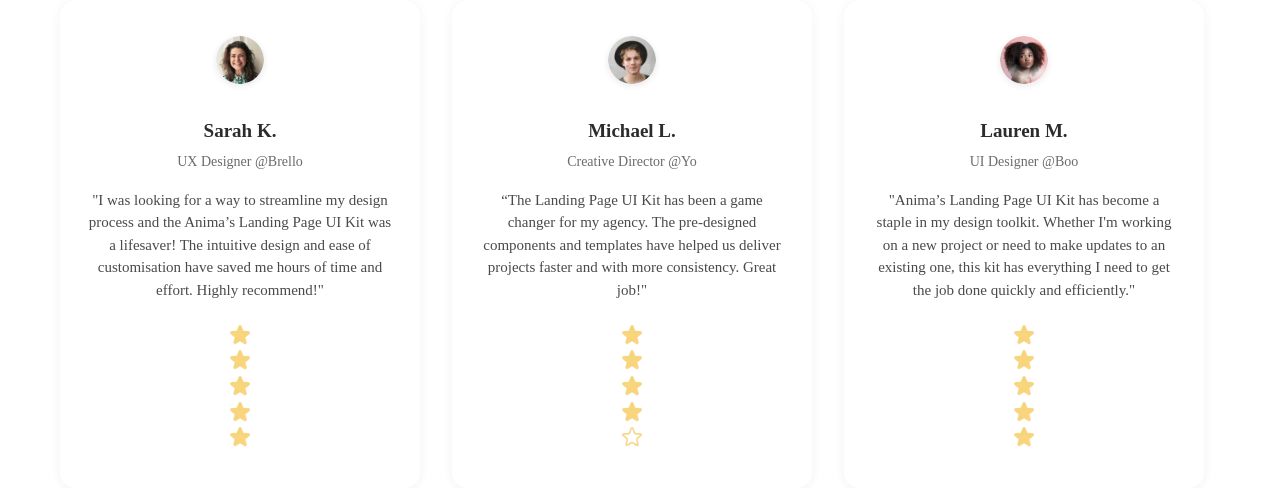 Sarah K.
UX Designer @Brello
"I was looking for a way to streamline my design
process and the Anima’s Landing Page UI Kit was
a lifesaver! The intuitive design and ease of
customisation have saved me hours of time and
effort. Highly recommend!"
Michael L.
Creative Director @Yo
“The Landing Page UI Kit has been a game
changer for my agency. The pre-designed
components and templates have helped us deliver
projects faster and with more consistency. Great
job!"
Lauren M.
UI Designer @Boo
"Anima’s Landing Page UI Kit has become a
staple in my design toolkit. Whether I'm working
on a new project or need to make updates to an
existing one, this kit has everything I need to get
the job done quickly and efficiently."